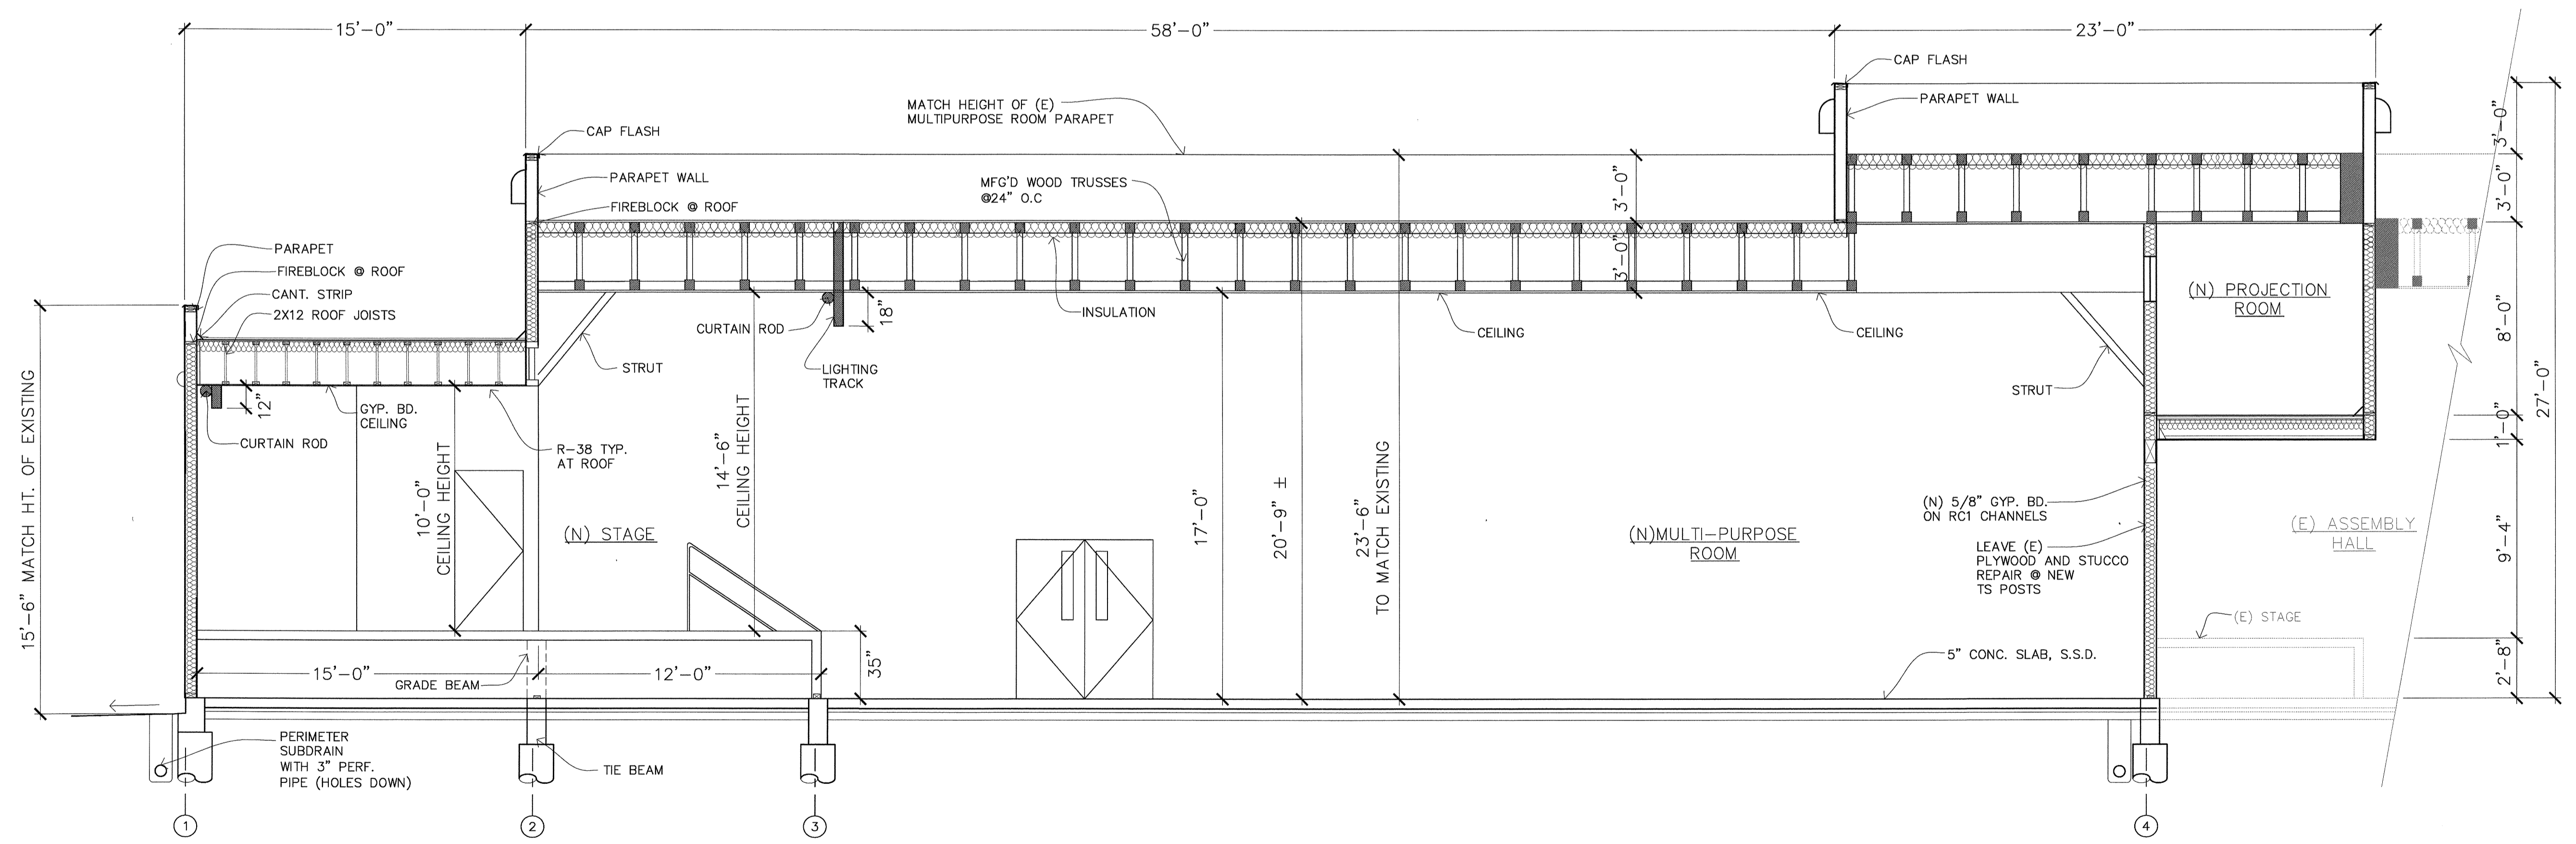 15'-0"
58'-0"
23'-0"
CAP FLASH
PARAPET WALL
MATCH HEIGHT OF (E)
MULTIPURPOSE ROOM PARAPET
CAP FLASH
PARAPET WALL
FIREBLOCK @ ROOF
MFG'D WOOD TRUSSES
@24" O.C
3'-0"
3'-0"
3'-0"
3'-0"
PARAPET
FIREBLOCK @ ROOF
CANT. STRIP
2X12 ROOF JOISTS
CURTAIN ROD
18"
INSULATION
CEILING
CEILING
(N) PROJECTION
ROOM
8'-0"
27'-0"
STRUT
LIGHTING
TRACK
STRUT
12"
GYP. BD.
CEILING
CURTAIN ROD
R-38 TYP.
AT ROOF
15'-6" MATCH HT. OF EXISTING
10'-0"
CEILING HEIGHT
14'-6"
CEILING HEIGHT
17'-0"
20'-9" ±
23'-6"
TO MATCH EXISTING
1'-0"
(N) STAGE
(N)MULTI-PURPOSE
ROOM
(N) 5/8" GYP. BD.
ON RC1 CHANNELS
LEAVE (E)
PLYWOOD AND STUCCO
REPAIR @ NEW
TS POSTS
(E) ASSEMBLY
HALL
9'-4"
(E) STAGE
2'-8"
15'-0"
12'-0"
35"
GRADE BEAM
5" CONC. SLAB, S.S.D.
PERIMETER
SUBDRAIN
WITH 3" PERF.
PIPE (HOLES DOWN)
TIE BEAM
1
2
3
4